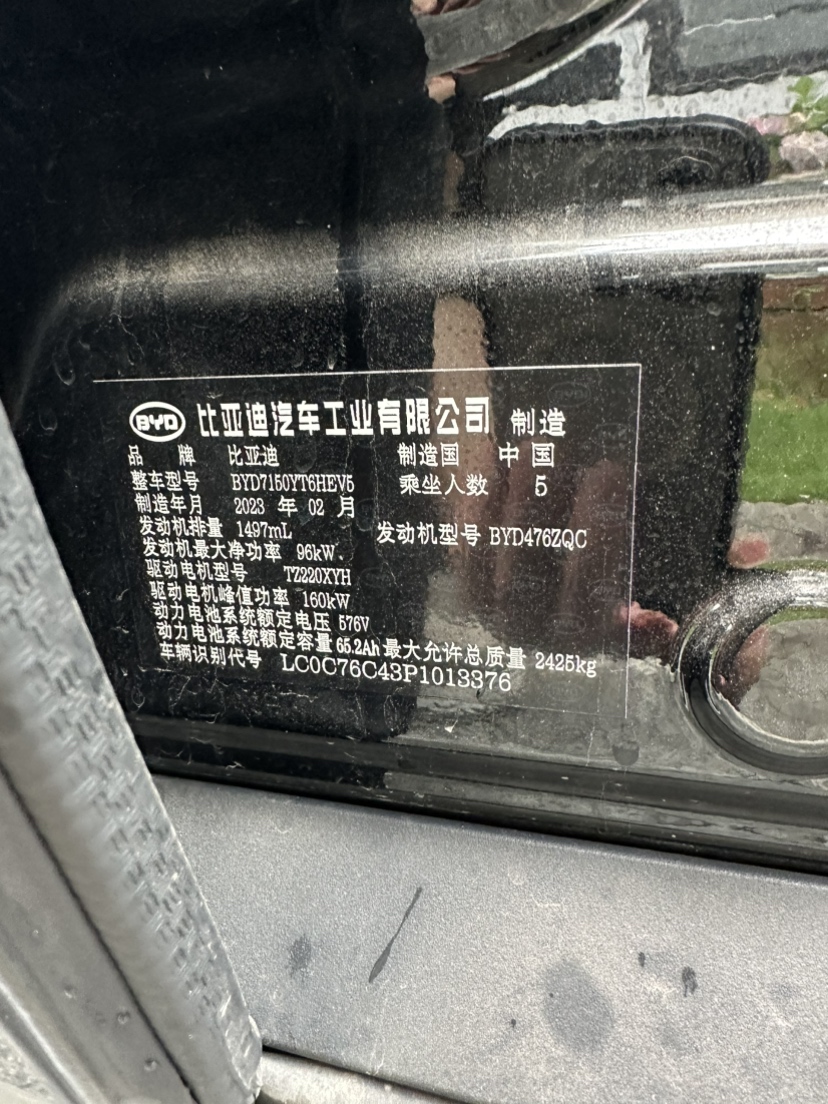 BYD 比亚迪汽车工业有限公司 制造
品 牌 比亚迪 制造国 中国
整车型号 BYD7150YT6HEV5 乘坐人数 5
制造年月 2023 年 02 月
发动机排量 1497mL 发动机型号 BYD476ZQC
发动机最大净功率 96kW
驱动电机型号 TZ220XYH
驱动电机峰值功率 160kW
动力电池系统额定电压 576V
动力电池系统额定容量 65.2Ah 最大允许总质量 2425kg
车辆识别代号 LC0C76C43P1013376